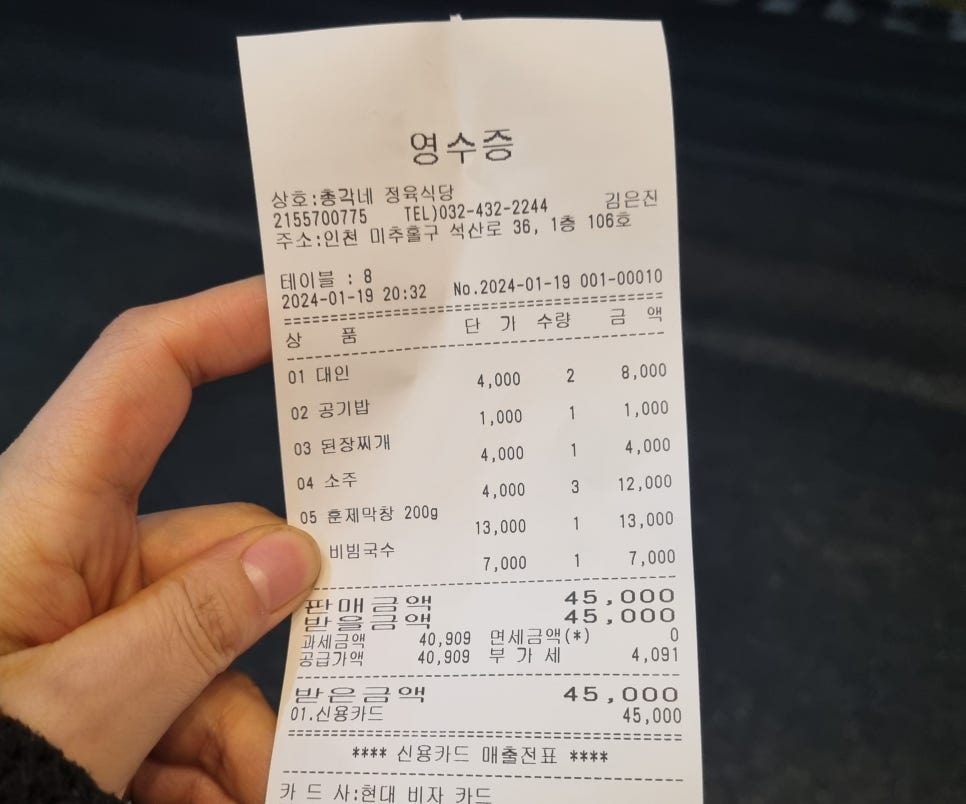 영수증
상호:총각네 정육식당
2155700775 TEL)032-432-2244 김은진
주소:인천 미추홀구 석산로 36, 1층 106호
테이블 : 8
2024-01-19 20:32 No.2024-01-19 001-00010
상 품 단 가 수량 금 액
01 대인 4,000 2 8,000
02 공기밥 1,000 1 1,000
03 된장찌개 4,000 1 4,000
04 소주 4,000 3 12,000
05 훈제막창 200g 13,000 1 13,000
비빔국수 7,000 1 7,000
판매금액 45,000
받을금액 45,000
과세금액 40,909 면세금액(*) 0
공급가액 40,909 부 가 세 4,091
받은금액 45,000
01.신용카드 45,000
**** 신용카드 매출전표 ****
카 드 사:현대 비자 카드